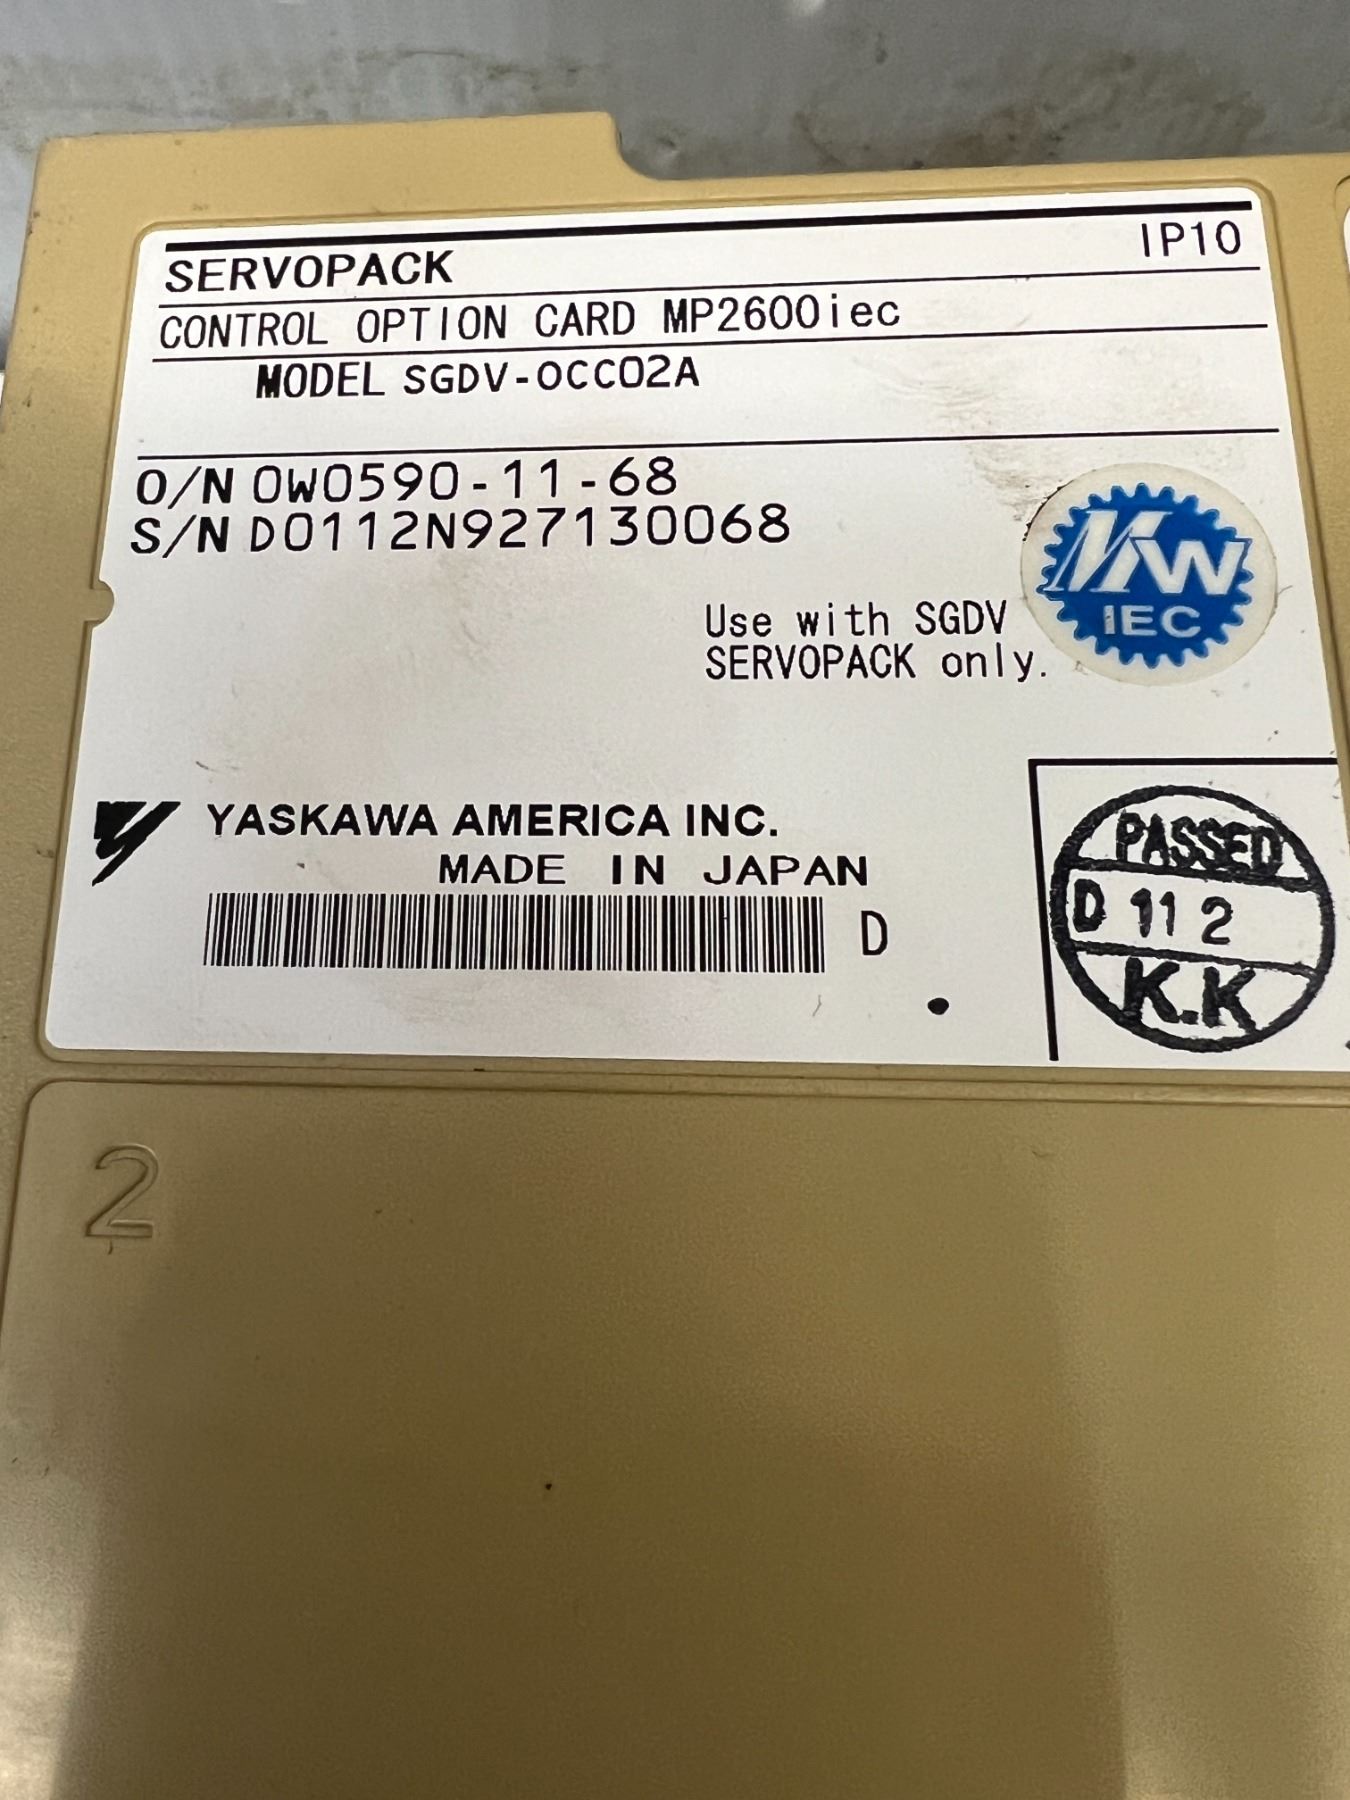 SERVOPACK IP10
CONTROL OPTION CARD MP2600iec
MODEL SGDV-OCC02A
O/N 0W0590-11-68
S/N D0112N927130068
MW
IEC
Use with SGDV
SERVOPACK only.
YASKAWA AMERICA INC.
MADE IN JAPAN
D
PASSED
D 11 2
K.K
2